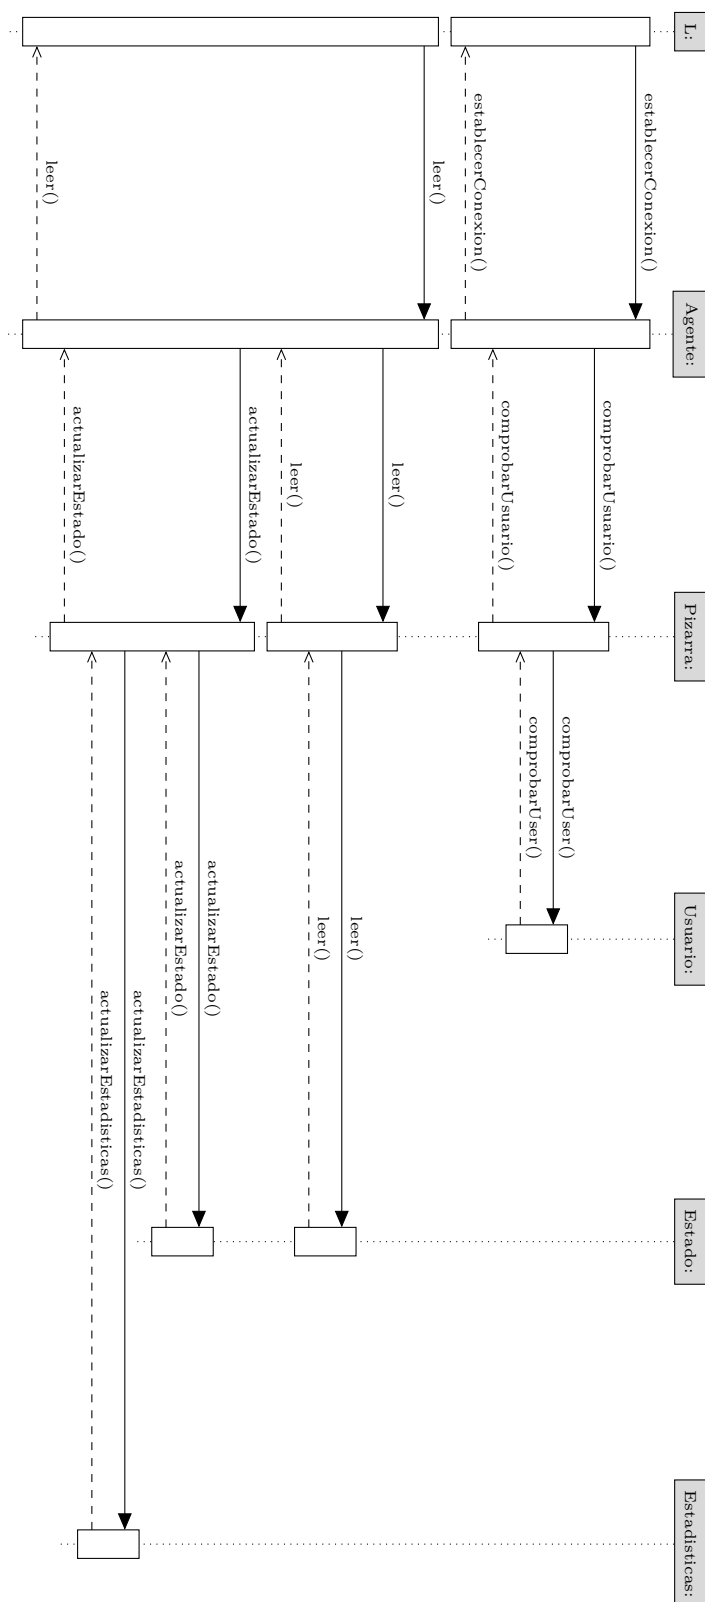 L:
Agente:
Pizarra:
Usuario:
Estado:
Estadisticas:
establecerConexion()
comprobarUsuario()
comprobarUser()
comprobarUser()
comprobarUsuario()
establecerConexion()
leer()
leer()
leer()
leer()
leer()
actualizarEstado()
actualizarEstado()
actualizarEstado()
actualizarEstadisticas()
actualizarEstadisticas()
actualizarEstado()
leer()